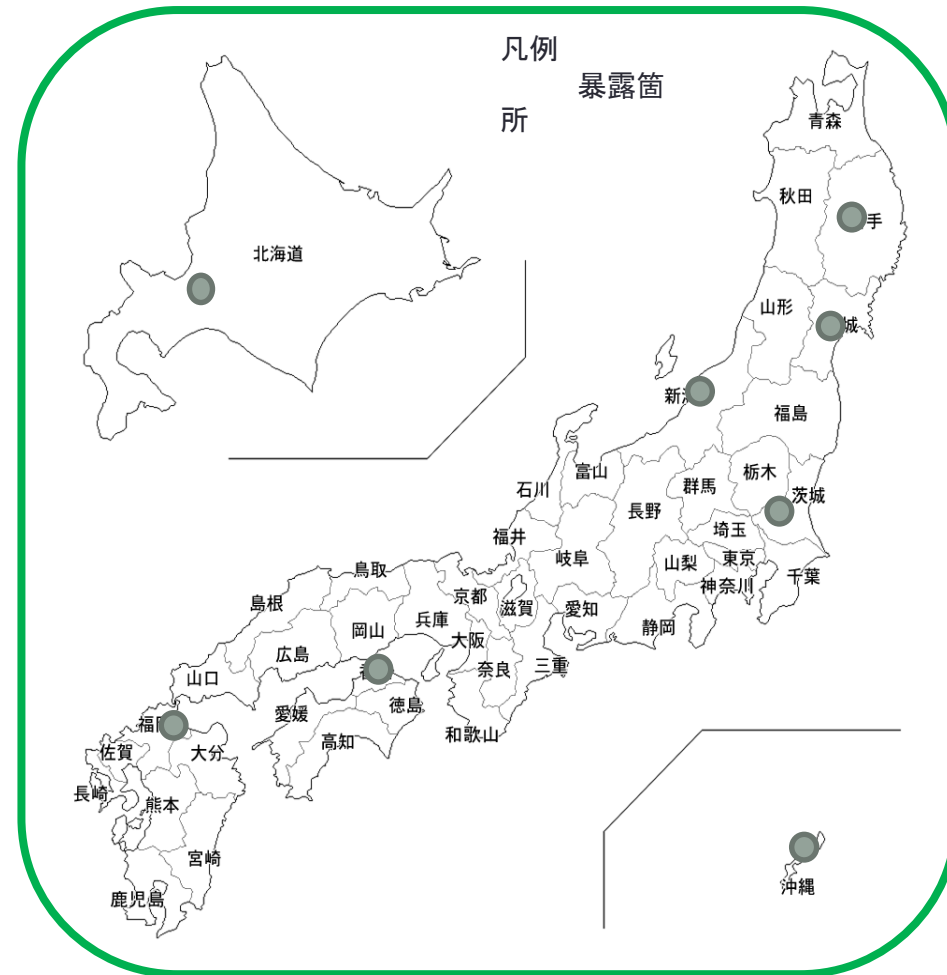 凡例
暴露箇
所
青森
秋田
手
北海道
山形
城
新
福島
栃木
富山
群馬
茨城
石川
長野
埼玉
福井
東京
岐阜
山梨
千葉
鳥取
神奈川
京都
島根
滋賀
愛知
兵庫
岡山
静岡
大阪
広島
三重
奈良
山口
徳島
愛媛
福
和歌山
高知
佐賀
大分
長崎
熊本
宮崎
沖縄
鹿児島